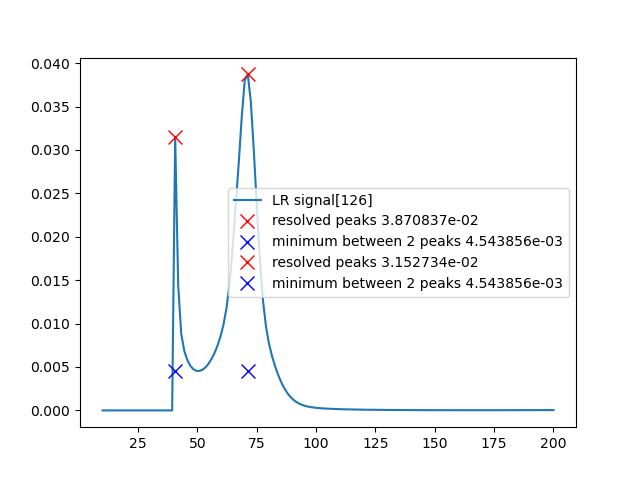 0.040
0.035
0.030
0.025
0.020
0.015
0.010
0.005
0.000
LR signal[126]
resolved peaks 3.870837e-02
minimum between 2 peaks 4.543856e-03
resolved peaks 3.152734e-02
minimum between 2 peaks 4.543856e-03
25 50 75 100 125 150 175 200